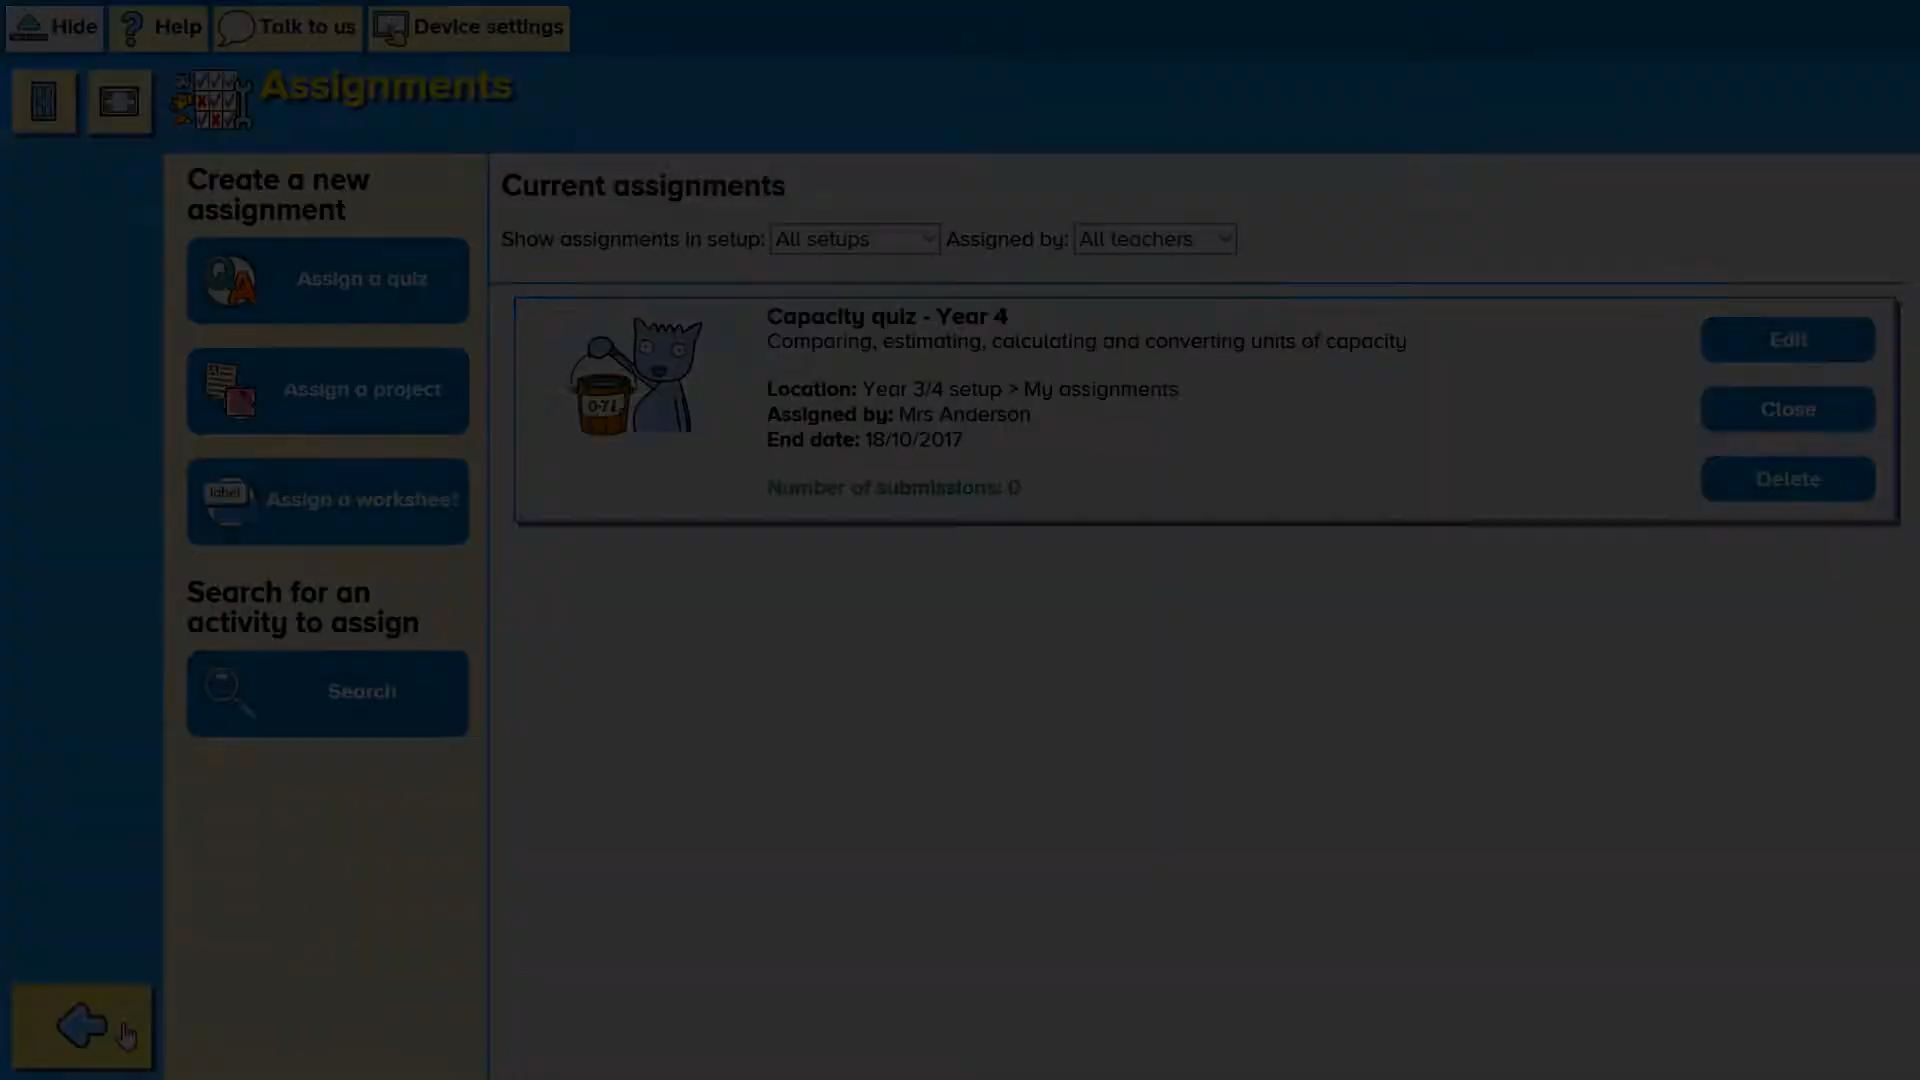 Hide
Help
Talk to us
Device settings
Assignments
Create a new
assignment
Assign a quiz
Assign a project
label
Assign a worksheet
Search for an
activity to assign
Search
Current assignments
Show assignments in setup: All setups Assigned by: All teachers
Capacity quiz - Year 4
Comparing, estimating, calculating and converting units of capacity
0·7L
Location: Year 3/4 setup > My assignments
Assigned by: Mrs Anderson
End date: 18/10/2017
Number of submissions: 0
Edit
Close
Delete